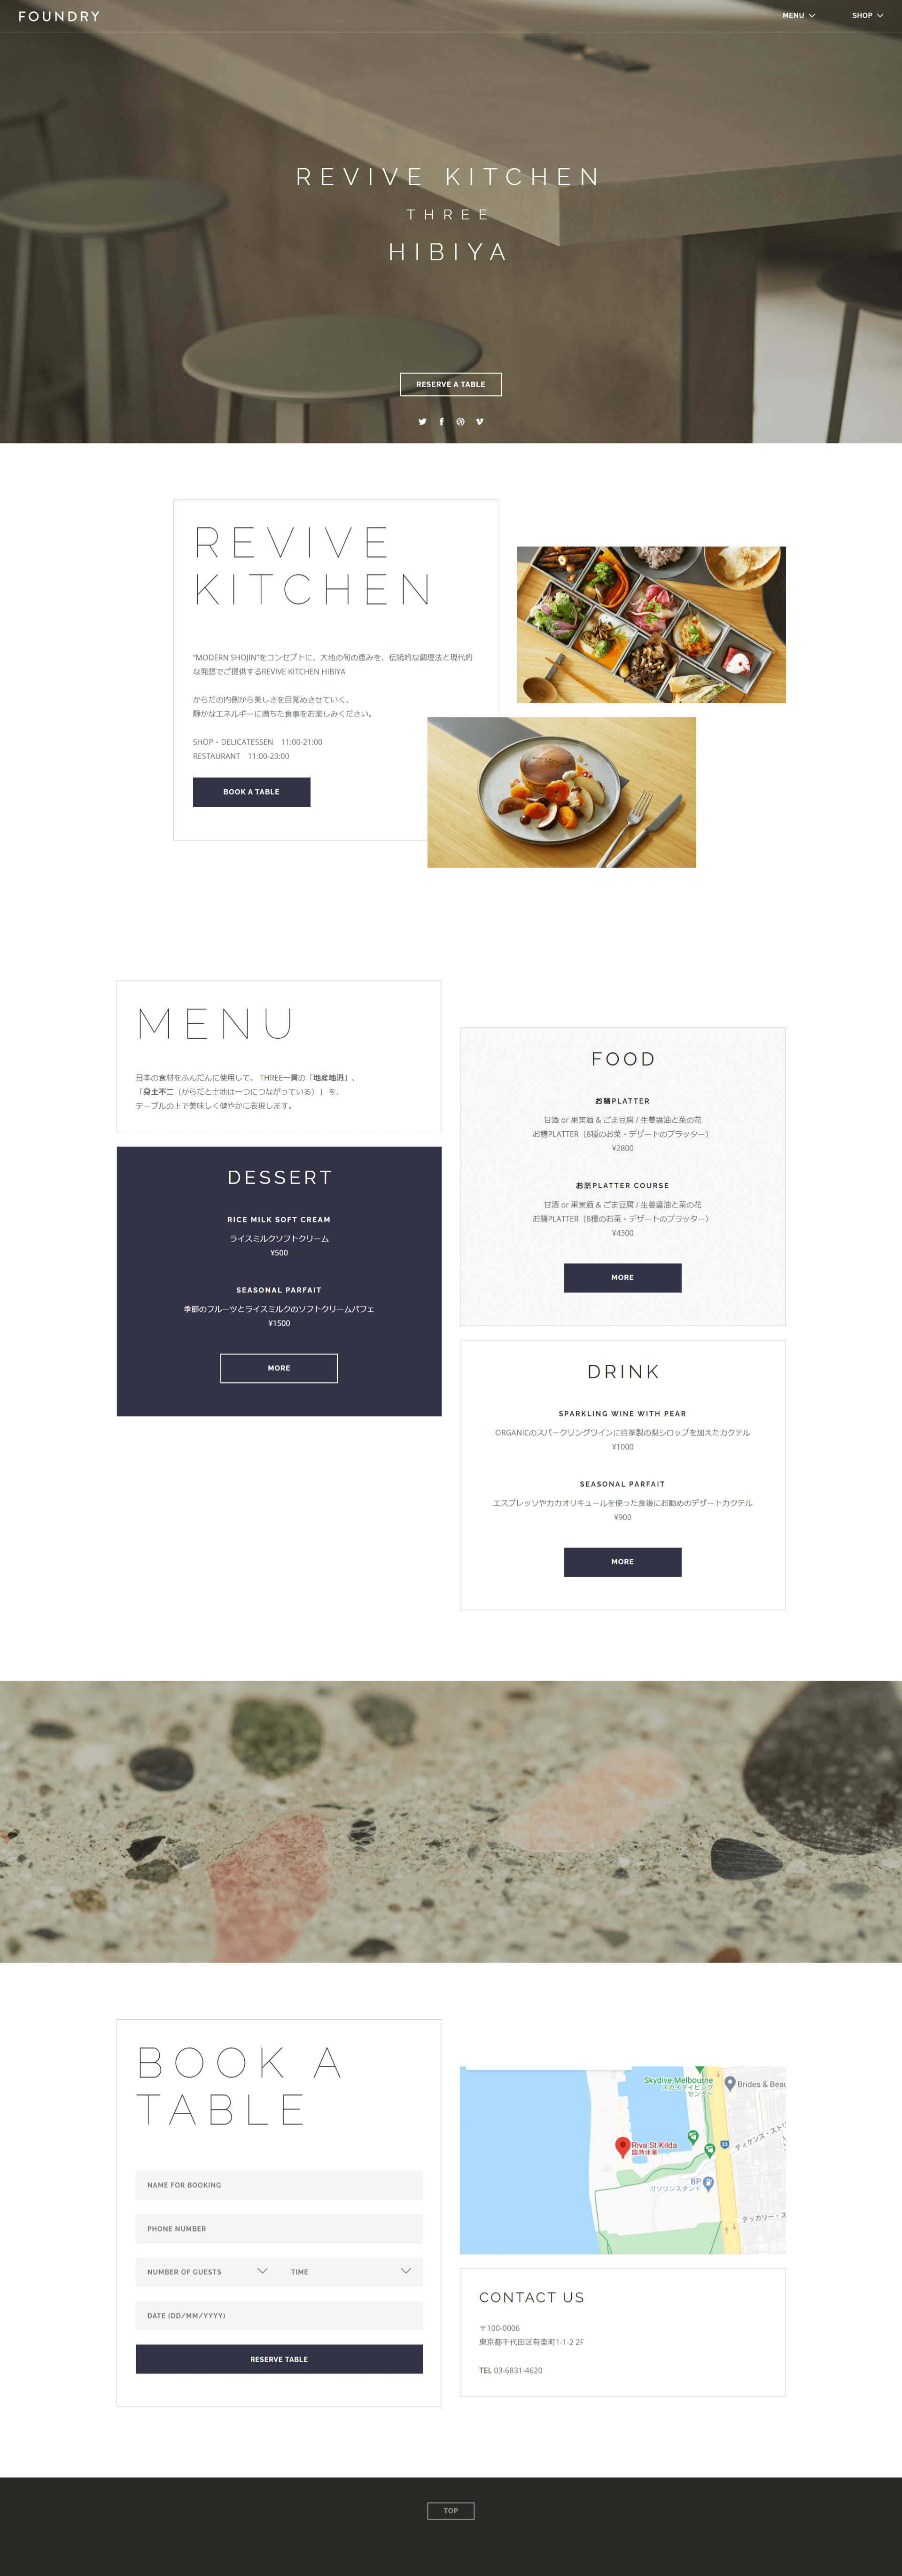 FOUNDRY
MENU
SHOP
REVIVE KITCHEN
THREE
HIBIYA
RESERVE A TABLE
REVIVE
KITCHEN
"MODERN SHOJIN"をコンセプトに、大地の旬の恵みを、伝統的な調理法と現代的
な発想でご提供するREVIVE KITCHEN HIBIYA
からだの内側から美しさを目覚めさせていく、
静かなエネルギーに満ちた食事をお楽しみください。
SHOP・DELICATESSEN 11:00-21:00
RESTAURANT 11:00-23:00
BOOK A TABLE
MENU
日本の食材をふんだんに使用して、 THREE一貫の「地産地消」、
「身土不二（からだと土地は一つにつながっている）」 を、
テーブルの上で美味しく健やかに表現します。
DESSERT
RICE MILK SOFT CREAM
ライスミルクソフトクリーム
¥500
SEASONAL PARFAIT
季節のフルーツとライスミルクのソフトクリームパフェ
¥1500
MORE
FOOD
お膳PLATTER
甘酒 or 果実酒 & ごま豆腐 / 生姜醤油と菜の花
お膳PLATTER（8種のお菜・デザートのプラッター）
¥2800
お膳PLATTER COURSE
甘酒 or 果実酒 & ごま豆腐 / 生姜醤油と菜の花
お膳PLATTER（8種のお菜・デザートのプラッター）
¥4300
MORE
DRINK
SPARKLING WINE WITH PEAR
ORGANICのスパークリングワインに自家製の梨シロップを加えたカクテル
¥1000
SEASONAL PARFAIT
エスプレッソやカカオリキュールを使った食後にお勧めのデザートカクテル
¥900
MORE
BOOK A
TABLE
NAME FOR BOOKING
PHONE NUMBER
NUMBER OF GUESTS
TIME
DATE (DD/MM/YYYY)
RESERVE TABLE
Skydive Melbourne
スカイダイビング
センター
Brides & Beau
Riva St Kilda
臨時休業
BP
ガソリンスタンド
ディケンズ・ストリ
テッカリー・ス
33
CONTACT US
〒100-0006
東京都千代田区有楽町1-1-2 2F
TEL 03-6831-4620
TOP